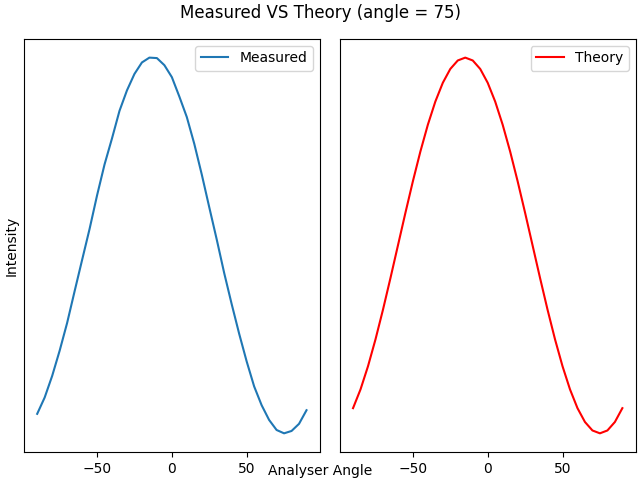 Measured VS Theory (angle = 75)
Measured
Theory
Intensity
−50 0 50
−50 0 50
Analyser Angle